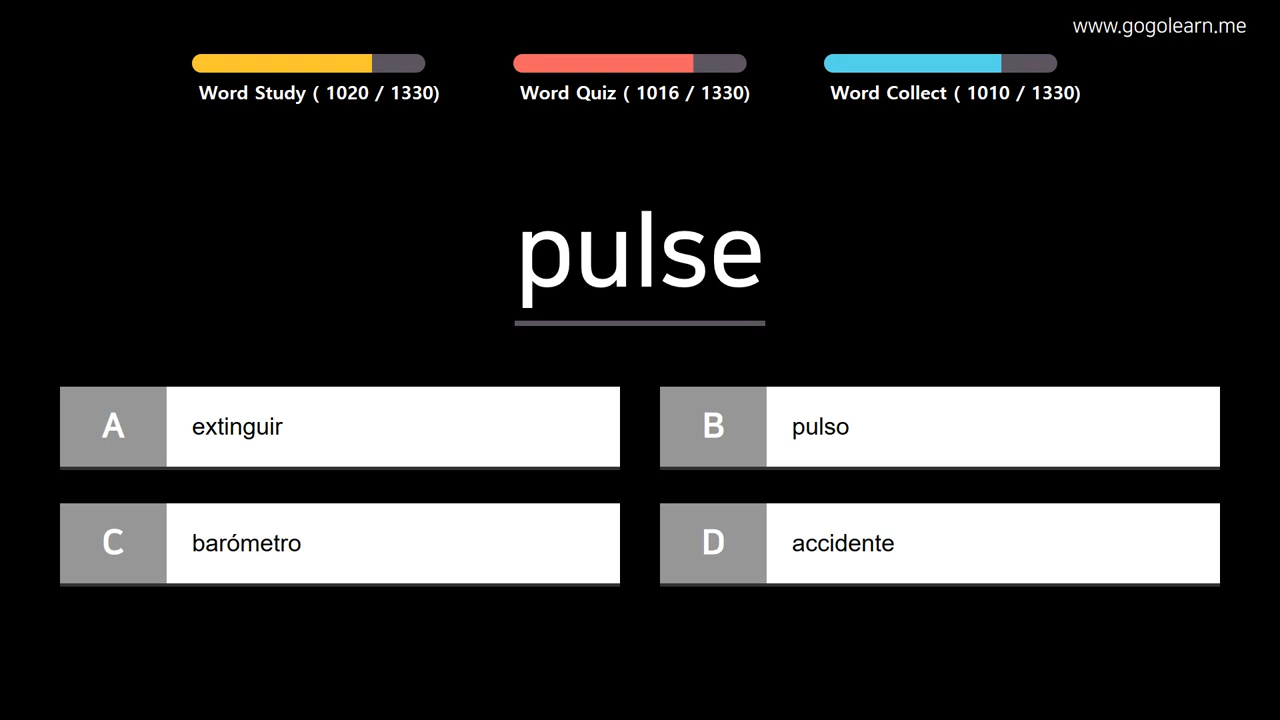 www.gogolearn.me
Word Study ( 1020 / 1330)
Word Quiz ( 1016 / 1330)
Word Collect ( 1010 / 1330)
pulse
A extinguir
B pulso
C barómetro
D accidente